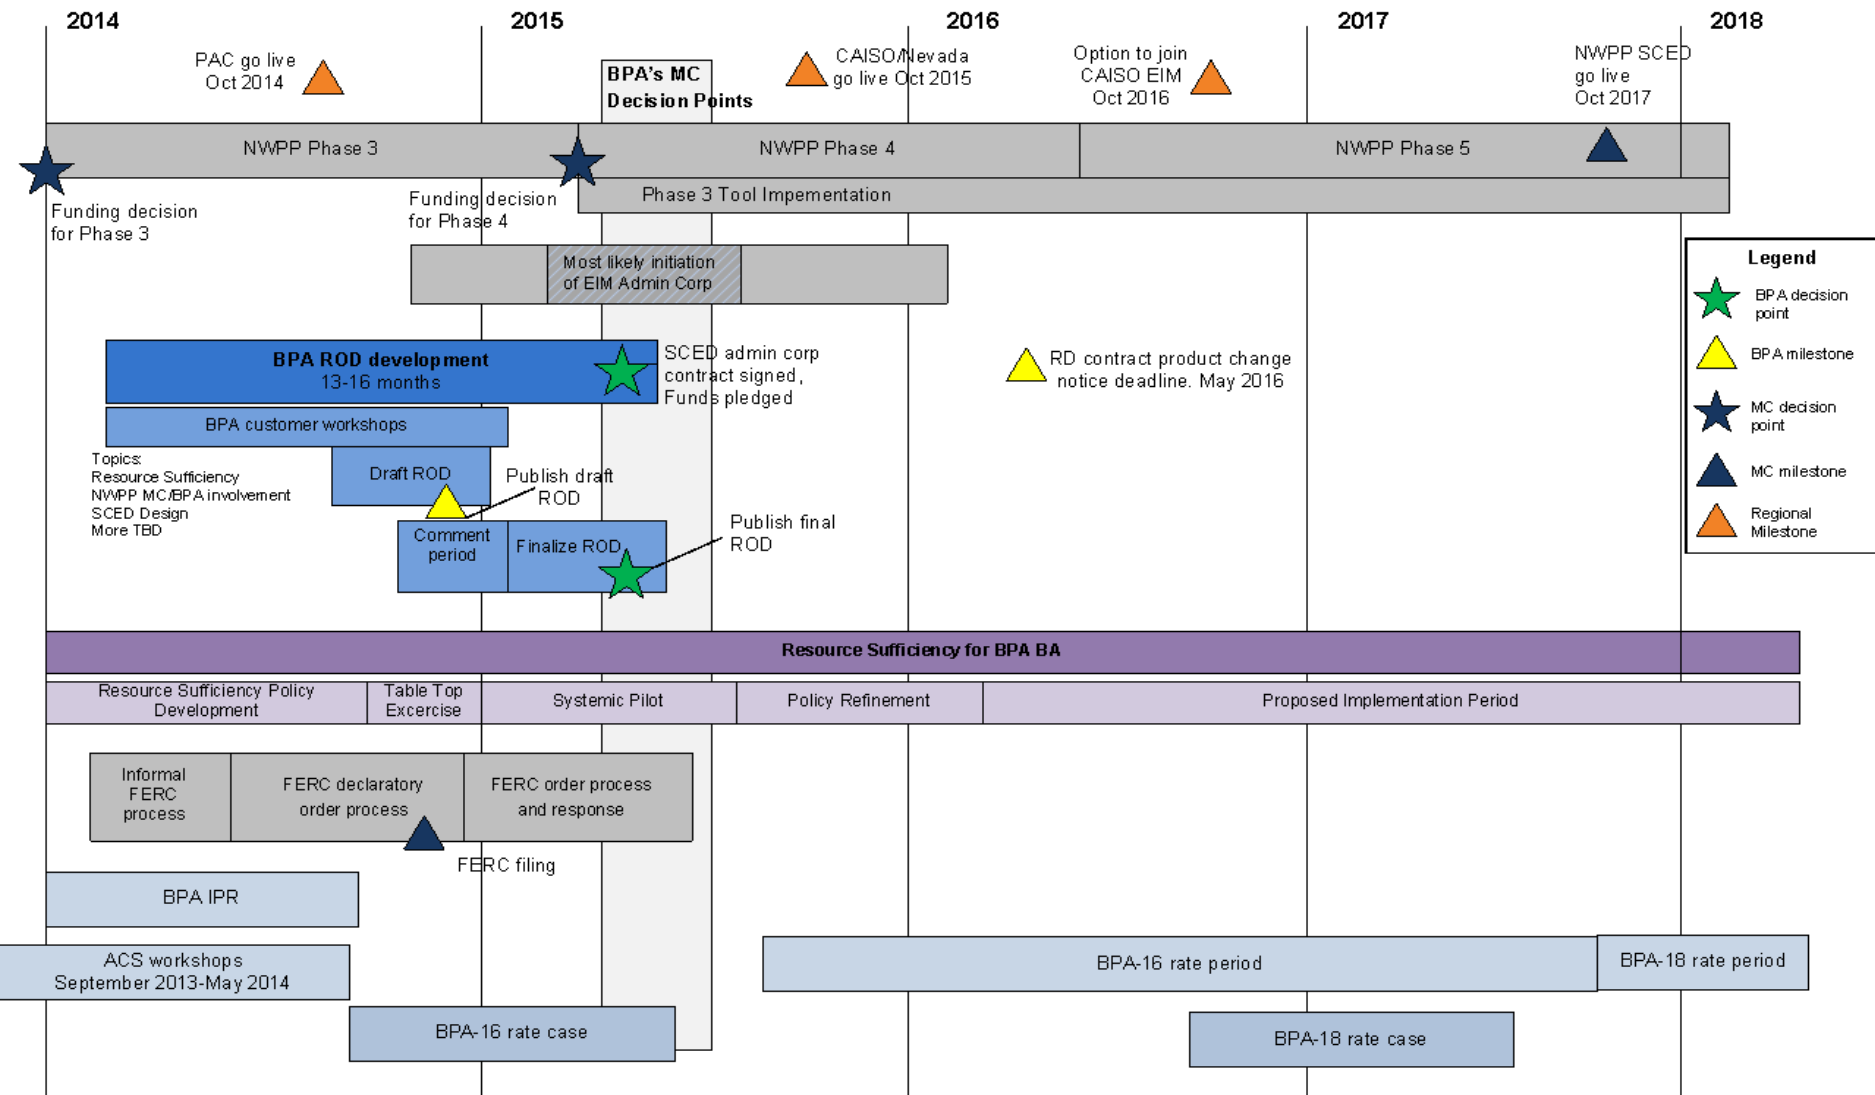 2014
2015
2016
2017
2018
PAC go live
Oct 2014
BPA's MC
Decision Points
CAISO/Nevada
go live Oct 2015
Option to join
CAISO EIM
Oct 2016
NWPP SCED
go live
Oct 2017
NWPP Phase 3
NWPP Phase 4
NWPP Phase 5
Phase 3 Tool Impementation
Funding decision
for Phase 3
Funding decision
for Phase 4
Most likely initiation
of EIM Admin Corp
Legend
BPA decision
point
BPA milestone
MC decision
point
MC milestone
Regional
Milestone
BPA ROD development
13-16 months
SCED admin corp
contract signed,
Funds pledged
RD contract product change
notice deadline. May 2016
BPA customer workshops
Topics:
Resource Sufficiency
NWPP MC/BPA involvement
SCED Design
More TBD
Draft ROD
Publish draft
ROD
Comment
period
Finalize ROD
Publish final
ROD
Resource Sufficiency for BPA BA
Resource Sufficiency Policy
Development
Table Top
Excercise
Systemic Pilot
Policy Refinement
Proposed Implementation Period
Informal
FERC
process
FERC declaratory
order process
FERC order process
and response
FERC filing
BPA IPR
ACS workshops
September 2013-May 2014
BPA-16 rate period
BPA-18 rate period
BPA-16 rate case
BPA-18 rate case